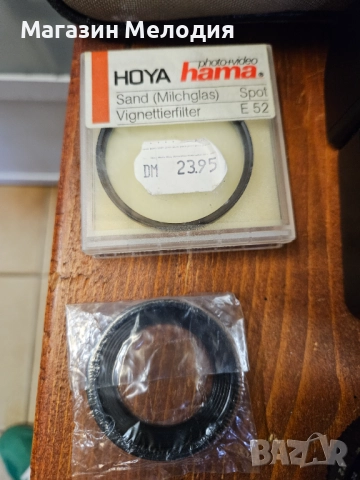 Магазин Мелодия
HOYA photo+video hama®
Sand (Milchglas) Spot
Vignettierfilter E 52
DM 23.95
BAZAR